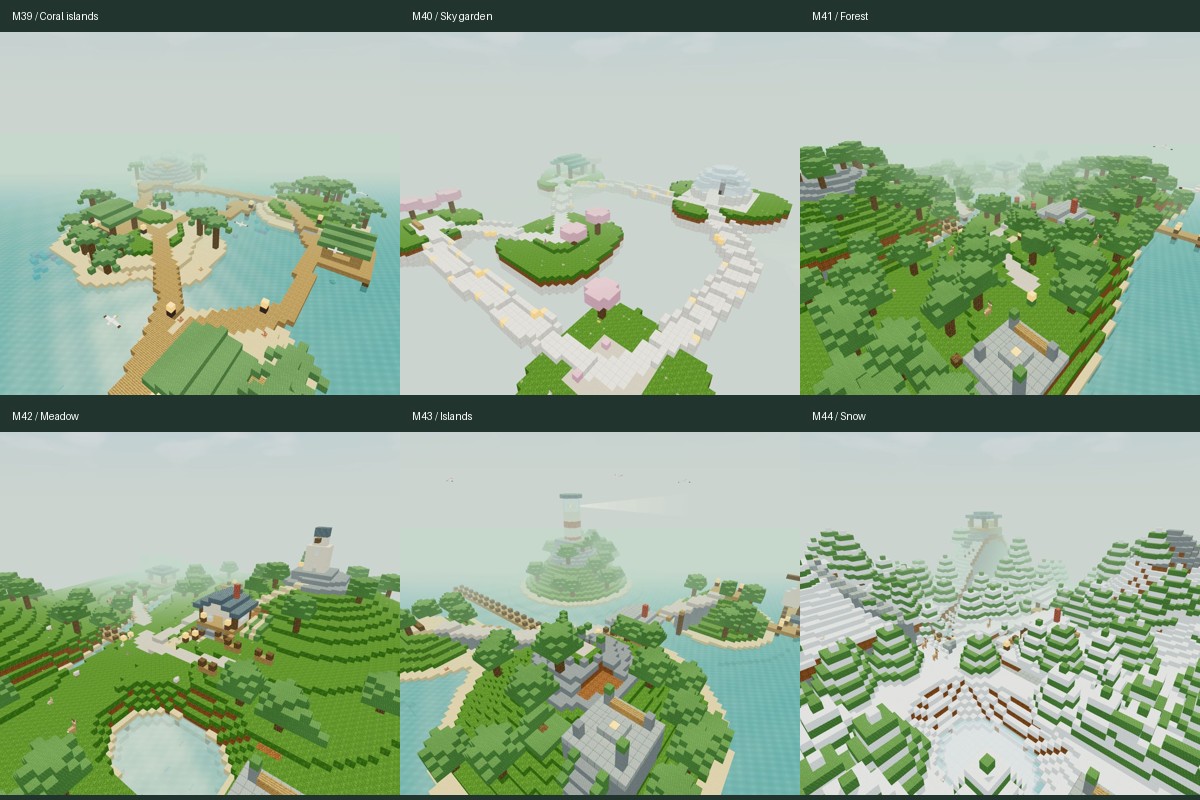 M39 / Coral islands
M40 / Sky garden
M41 / Forest
M42 / Meadow
M43 / Islands
M44 / Snow